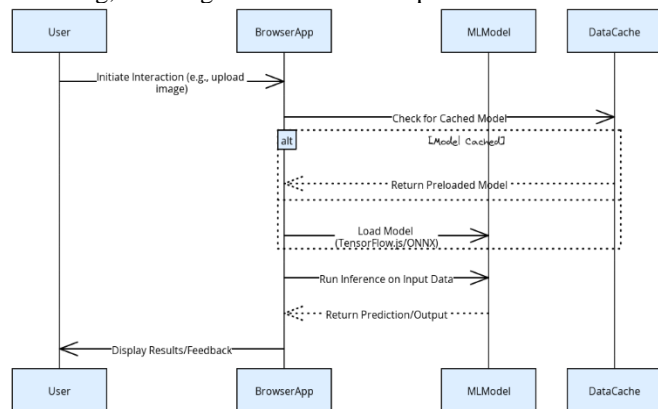 User BrowserApp MLModel DataCache
Initiate Interaction (e.g., upload
image)
Check for Cached Model
alt [Model Cached]
Return Preloaded Model
Load Model
(TensorFlow.js/ONNX)
Run Inference on Input Data
Return Prediction/Output
Display Results/Feedback
User BrowserApp MLModel DataCache